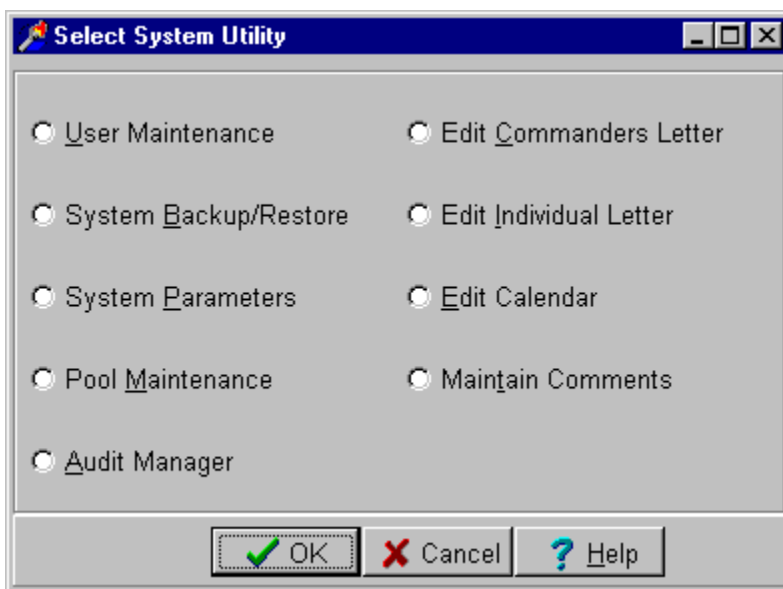 Select System Utility
User Maintenance
System Backup/Restore
System Parameters
Pool Maintenance
Audit Manager
Edit Commanders Letter
Edit Individual Letter
Edit Calendar
Maintain Comments
OK
Cancel
? Help